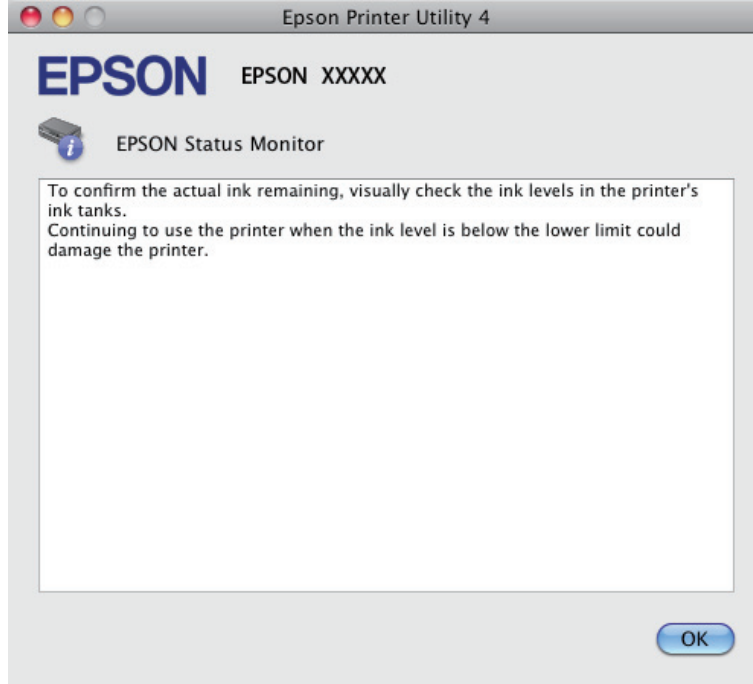 Epson Printer Utility 4
EPSON EPSON XXXXX
EPSON Status Monitor
To confirm the actual ink remaining, visually check the ink levels in the printer's
ink tanks.
Continuing to use the printer when the ink level is below the lower limit could
damage the printer.
OK